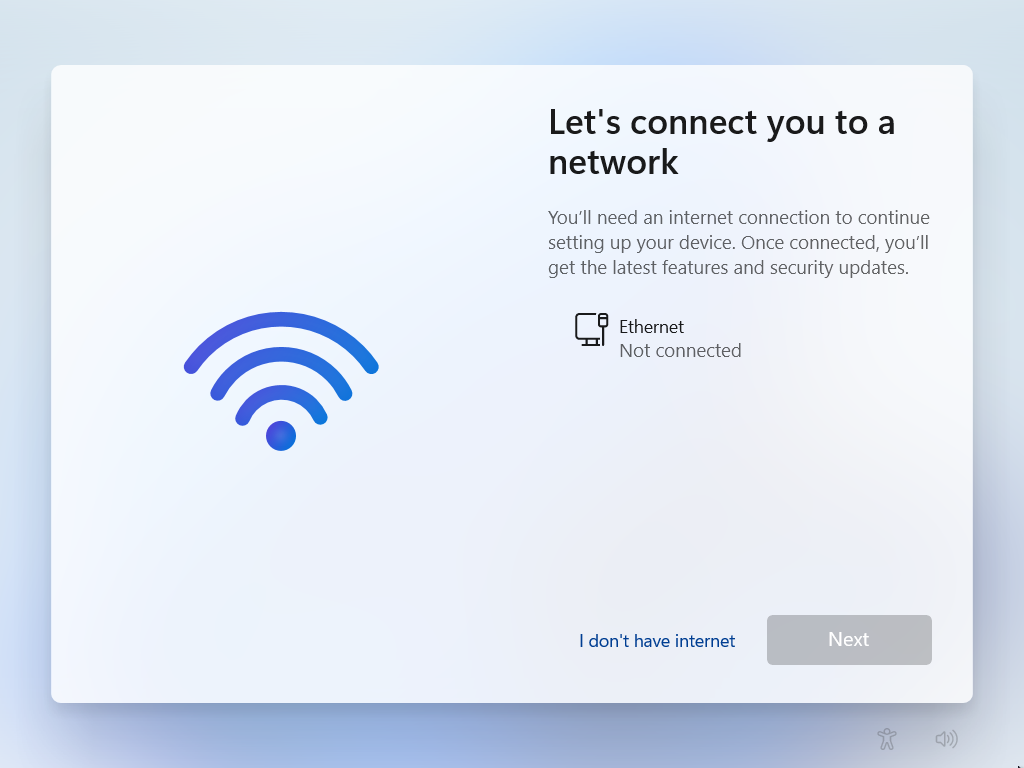 Let's connect you to a
network
You’ll need an internet connection to continue
setting up your device. Once connected, you’ll
get the latest features and security updates.
Ethernet
Not connected
I don't have internet
Next